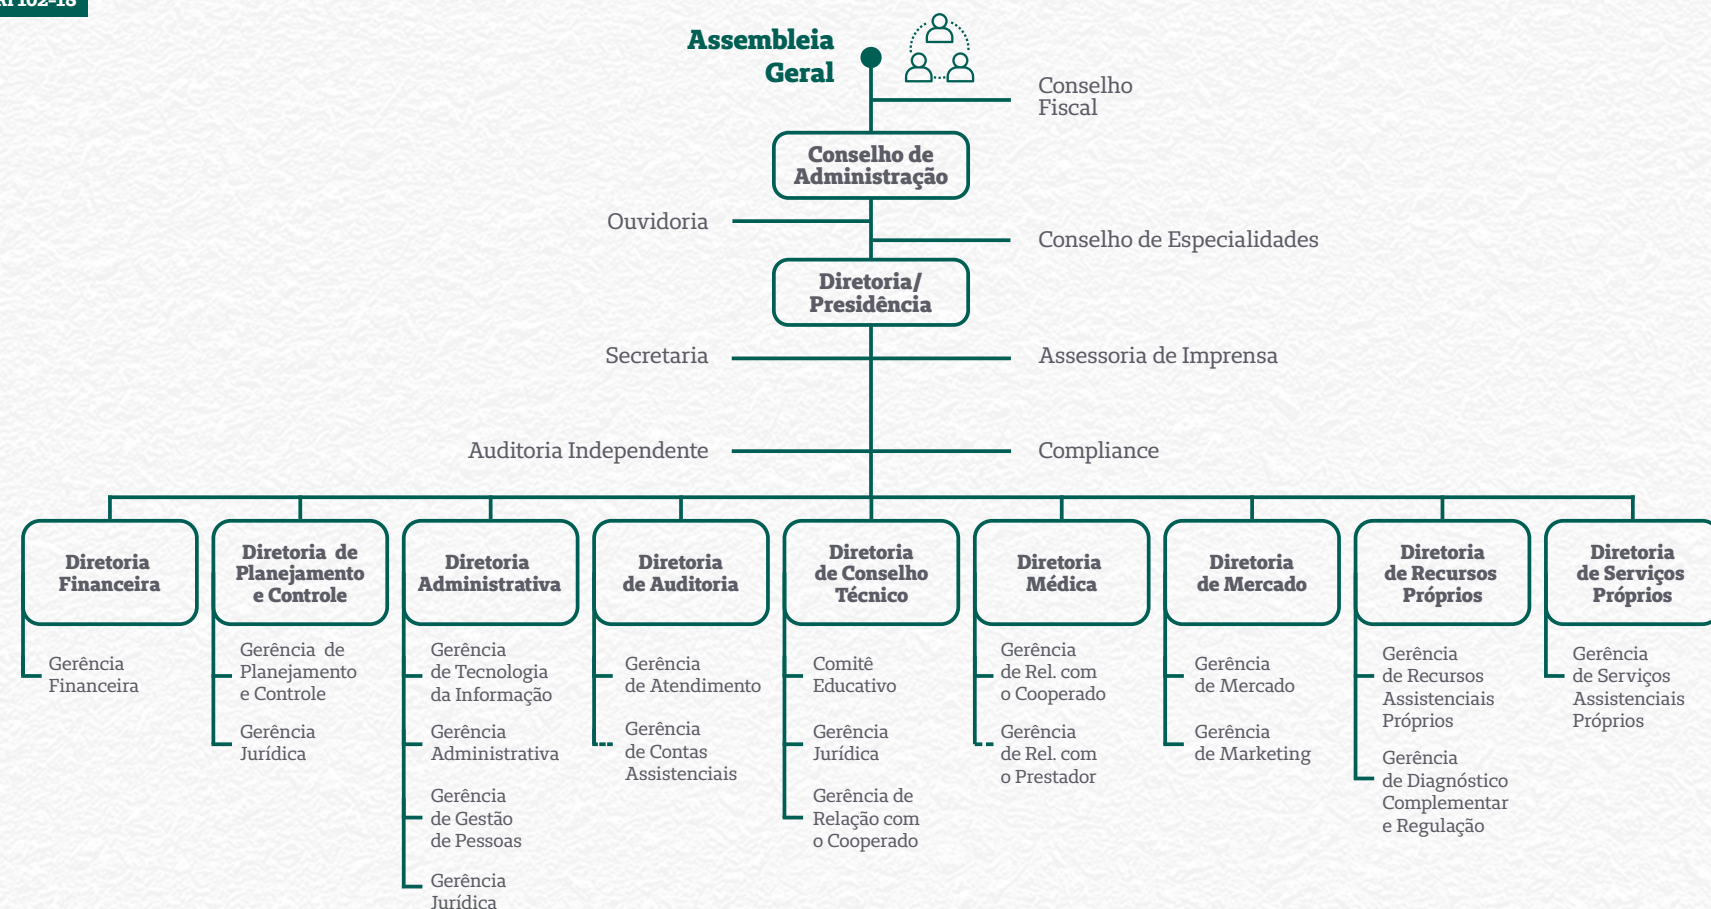 102-18
Assembleia
Geral
Conselho
Fiscal
Conselho de
Administração
Ouvidoria
Conselho de Especialidades
Diretoria/
Presidência
Secretaria
Assessoria de Imprensa
Auditoria Independente
Compliance
Diretoria
Financeira
Gerência
Financeira
Diretoria de
Planejamento
e Controle
Gerência de
Planejamento
e Controle
Gerência
Jurídica
Diretoria
Administrativa
Gerência
de Tecnologia
da Informação
Gerência
Administrativa
Gerência
de Gestão
de Pessoas
Gerência
Jurídica
Diretoria
de Auditoria
Gerência
de Atendimento
Gerência
de Contas
Assistenciais
Diretoria
de Conselho
Técnico
Comitê
Educativo
Gerência
Jurídica
Gerência de
Relação com
o Cooperado
Diretoria
Médica
Gerência
de Rel. com
o Cooperado
Gerência
de Rel. com
o Prestador
Diretoria
de Mercado
Gerência
de Mercado
Gerência
de Marketing
Diretoria
de Recursos
Próprios
Gerência
de Recursos
Assistenciais
Próprios
Gerência
de Diagnóstico
Complementar
e Regulação
Diretoria
de Serviços
Próprios
Gerência
de Serviços
Assistenciais
Próprios